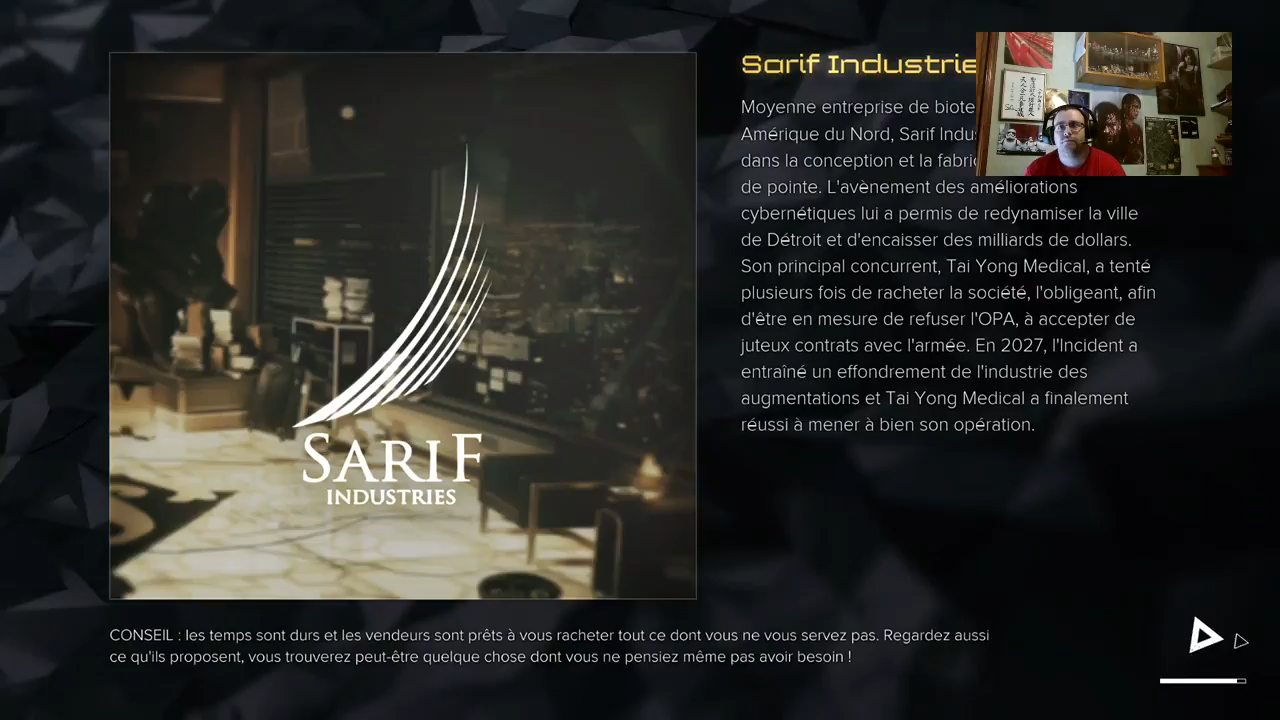 Sarif Industrie
Moyenne entreprise de biote
Amérique du Nord, Sarif Indus
dans la conception et la fabric
de pointe. L'avènement des améliorations
cybernétiques lui a permis de redynamiser la ville
de Détroit et d'encaisser des milliards de dollars.
Son principal concurrent, Tai Yong Medical, a tenté
plusieurs fois de racheter la société, l'obligeant, afin
d'être en mesure de refuser l'OPA, à accepter de
juteux contrats avec l'armée. En 2027, l'Incident a
entraîné un effondrement de l'industrie des
augmentations et Tai Yong Medical a finalement
réussi à mener à bien son opération.
SARIF
INDUSTRIES
CONSEIL : les temps sont durs et les vendeurs sont prêts à vous racheter tout ce dont vous ne vous servez pas. Regardez aussi
ce qu'ils proposent, vous trouverez peut-être quelque chose dont vous ne pensiez même pas avoir besoin !